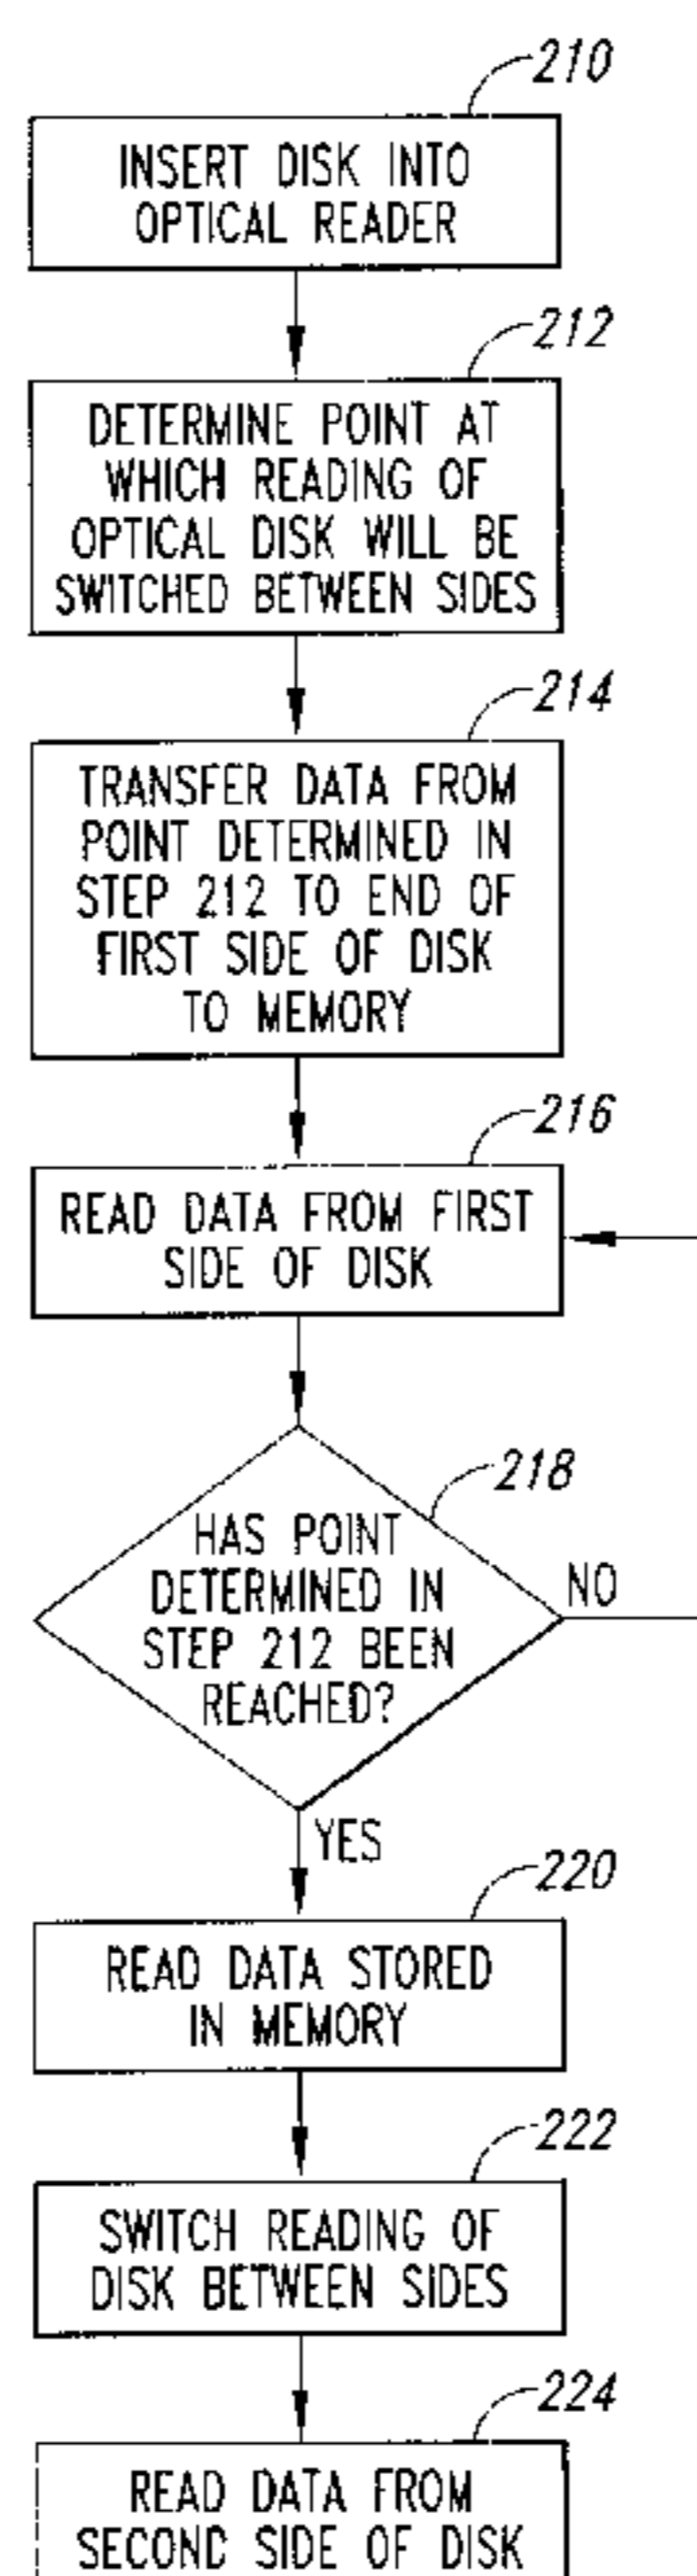 210
INSERT DISK INTO
OPTICAL READER
212
DETERMINE POINT AT
WHICH READING OF
OPTICAL DISK WILL BE
SWITCHED BETWEEN SIDES
214
TRANSFER DATA FROM
POINT DETERMINED IN
STEP 212 TO END OF
FIRST SIDE OF DISK
TO MEMORY
216
READ DATA FROM FIRST
SIDE OF DISK
218
HAS POINT
DETERMINED IN
STEP 212 BEEN
REACHED?
NO
YES
220
READ DATA STORED
IN MEMORY
222
SWITCH READING OF
DISK BETWEEN SIDES
224
READ DATA FROM
SECOND SIDE OF DISK